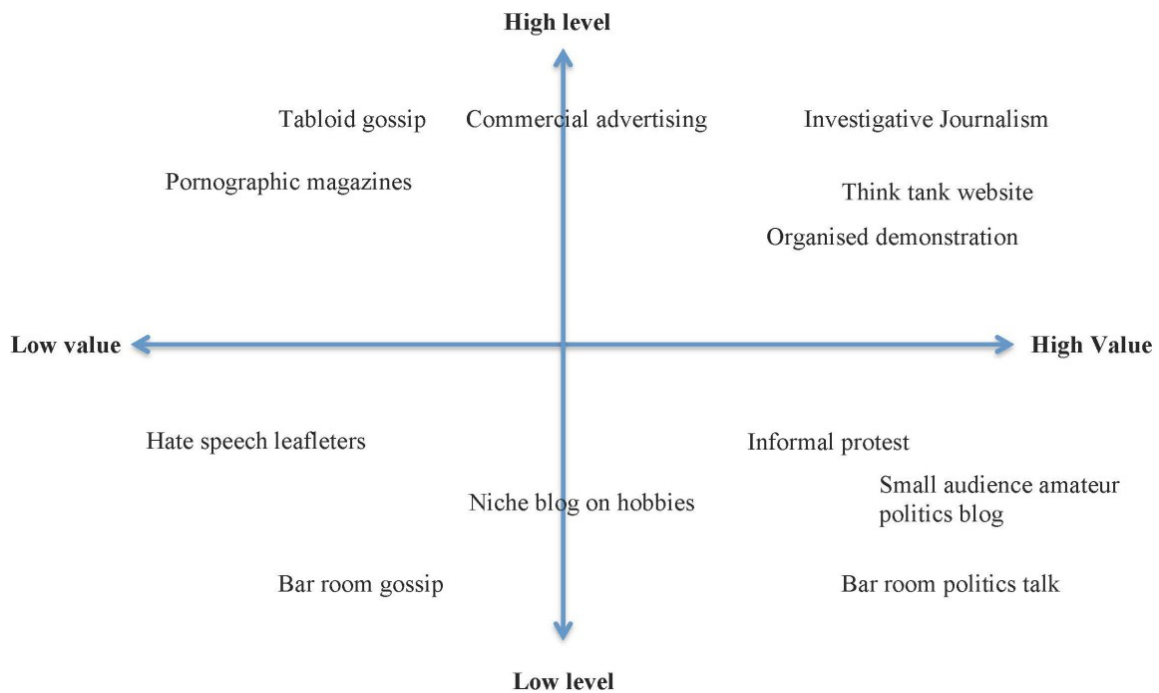 High level
Tabloid gossip
Commercial advertising
Investigative Journalism
Pornographic magazines
Think tank website
Organised demonstration
Low value
High Value
Hate speech leafleters
Informal protest
Small audience amateur
politics blog
Niche blog on hobbies
Bar room gossip
Bar room politics talk
Low level